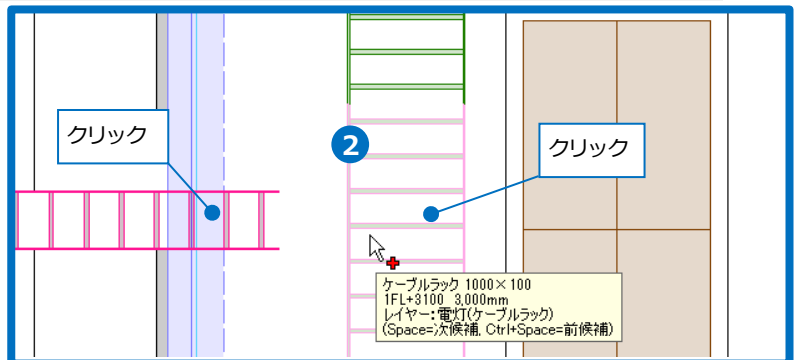 クリック
2
クリック
ケーブルラック 1000×100
1FL+3100 3,000mm
レイヤー：電灯(ケーブルラック)
(Space=次候補, Ctrl+Space=前候補)